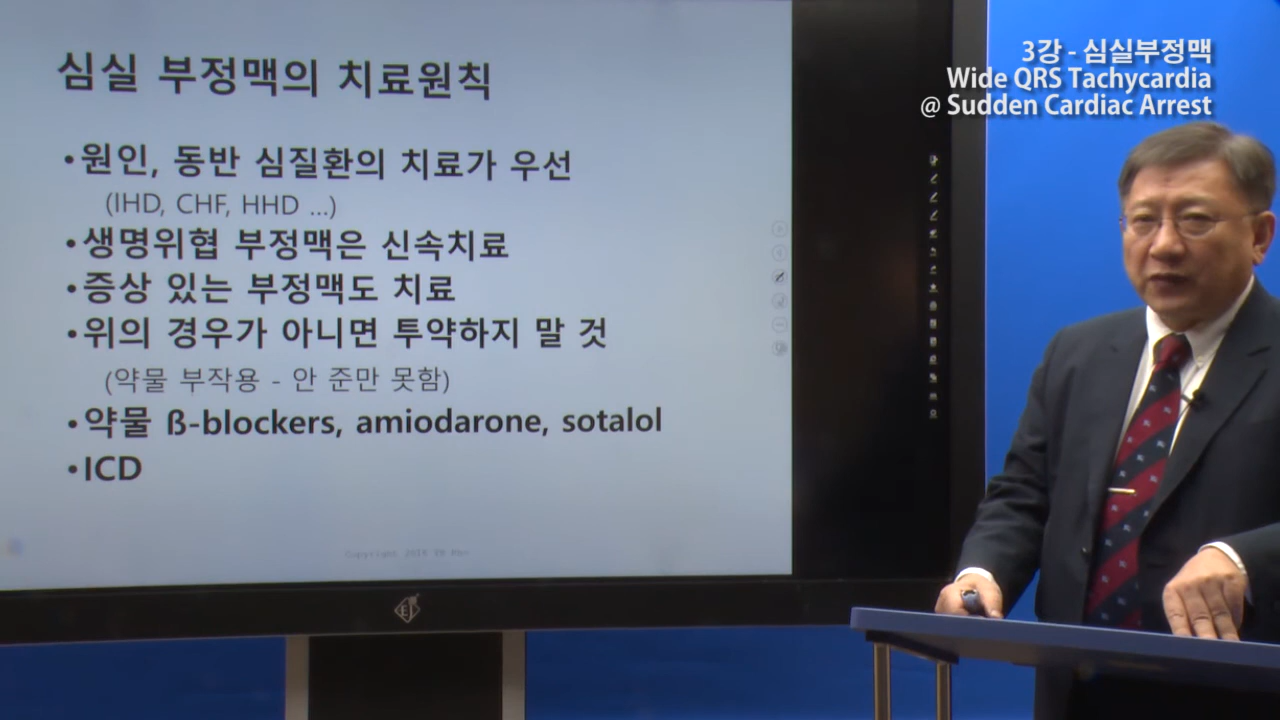 심실 부정맥의 치료원칙
•원인, 동반 심질환의 치료가 우선
(IHD, CHF, HHD ...)
•생명위협 부정맥은 신속치료
•증상 있는 부정맥도 치료
•위의 경우가 아니면 투약하지 말 것
(약물 부작용 - 안 준만 못함)
•약물 ß-blockers, amiodarone, sotalol
•ICD
3강 - 심실부정맥
Wide QRS Tachycardia
@ Sudden Cardiac Arrest